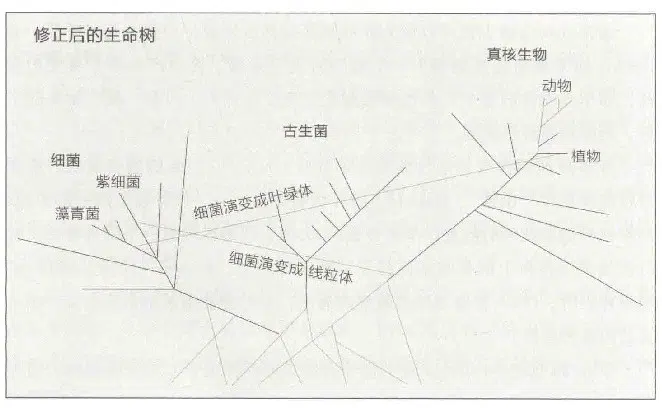 修正后的生命树
真核生物
动物
古生菌
细菌
植物
紫细菌
藻青菌
细菌演变成叶绿体
细菌演变成 线粒体